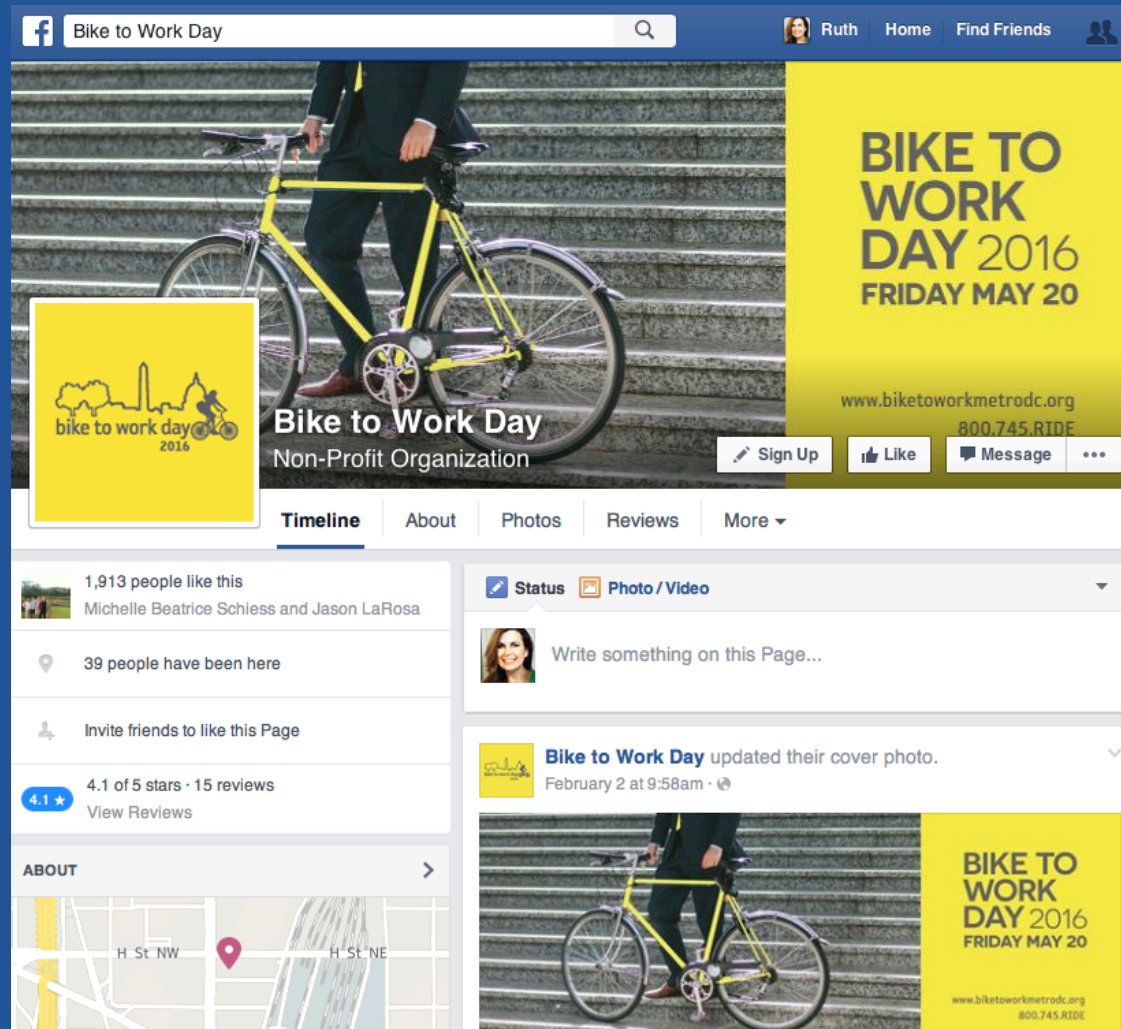 Bike to Work Day
Ruth Home Find Friends
BIKE TO
WORK
DAY 2016
FRIDAY MAY 20
www.biketoworkmetrodc.org
800.745.RIDE
bike to work day
2016
Bike to Work Day
Non-Profit Organization
Sign Up Like Message
Timeline About Photos Reviews More
1,913 people like this
Michelle Beatrice Schiess and Jason LaRosa
39 people have been here
Invite friends to like this Page
4.1 of 5 stars · 15 reviews
4.1 ★
View Reviews
ABOUT
H St NW
H St NE
Status Photo / Video
Write something on this Page...
Bike to Work Day updated their cover photo.
February 2 at 9:58am ·
BIKE TO
WORK
DAY 2016
FRIDAY MAY 20
www.biketoworkmetrodc.org
800.745.RIDE